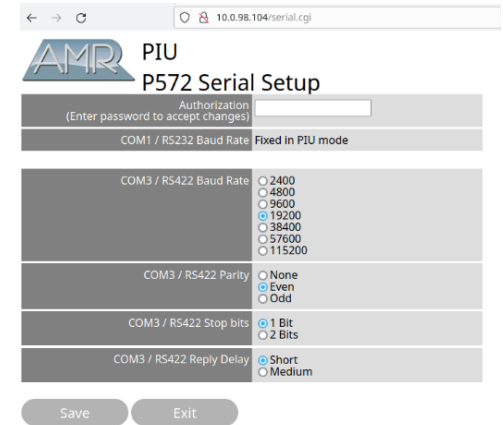 10.0.98.104/serial.cgi
AMR
PIU
P572 Serial Setup
Authorization
(Enter password to accept changes)
COM1 / RS232 Baud Rate Fixed in PIU mode
COM3 / RS422 Baud Rate
2400
4800
9600
19200
38400
57600
115200
COM3 / RS422 Parity
None
Even
Odd
COM3 / RS422 Stop bits
1 Bit
2 Bits
COM3 / RS422 Reply Delay
Short
Medium
Save
Exit